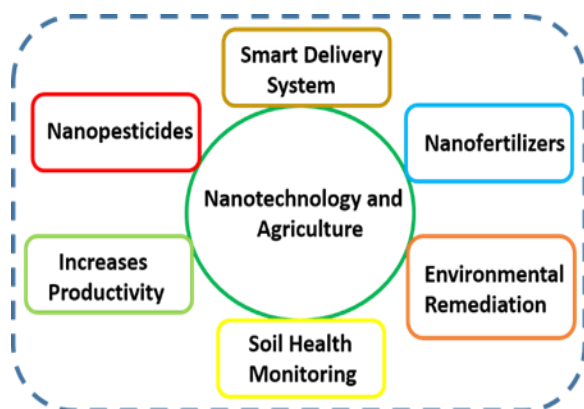 Smart Delivery
System
Nanopesticides
Nanofertilizers
Nanotechnology and
Agriculture
Increases
Productivity
Environmental
Remediation
Soil Health
Monitoring